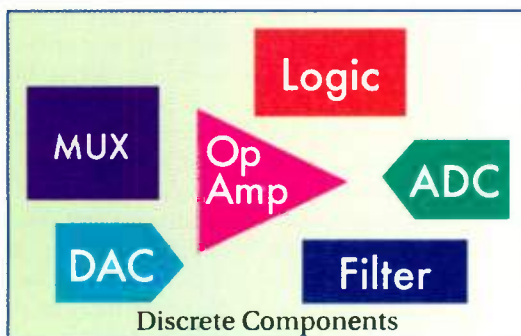 Logic
MUX
Op
Amp
ADC
DAC
Filter
Discrete Components